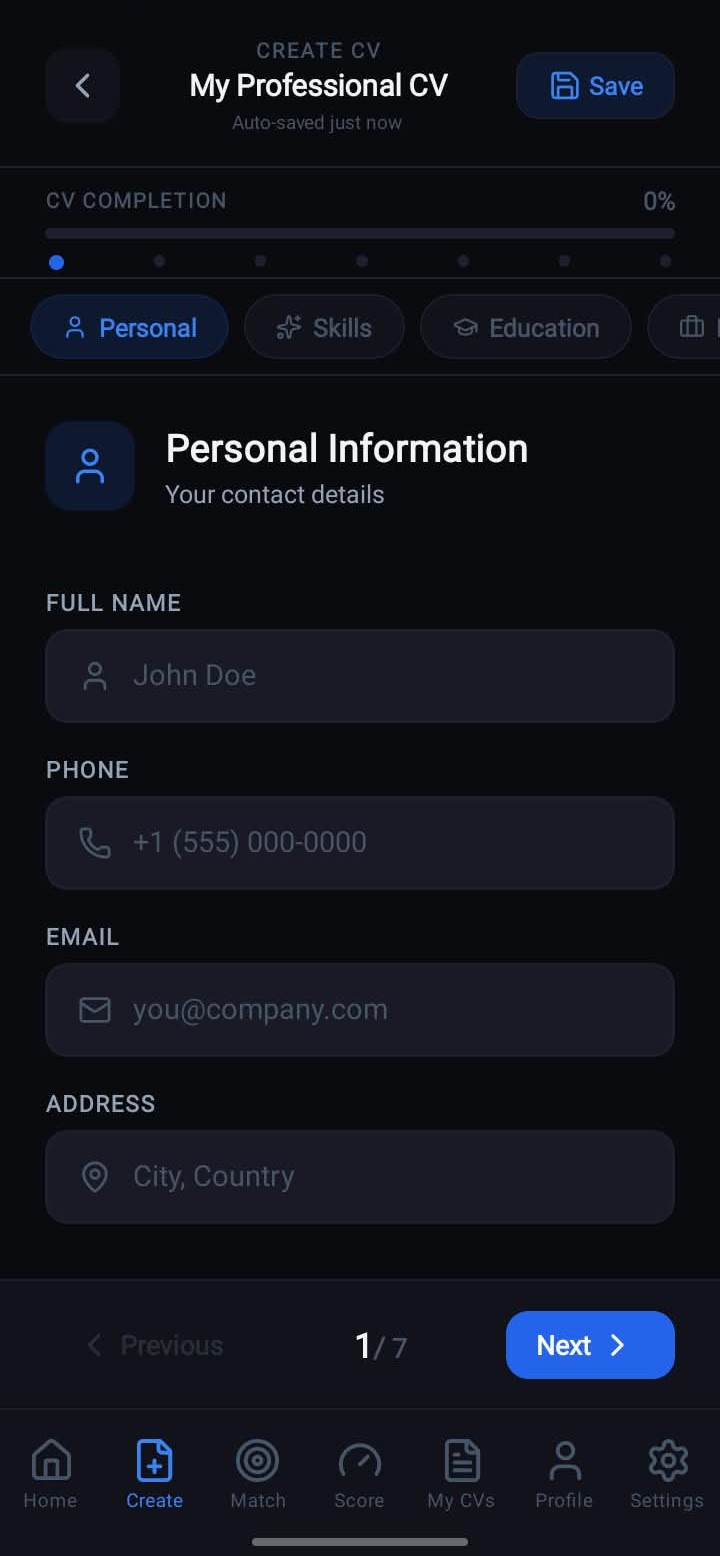 CREATE CV
My Professional CV
Auto-saved just now
Save
CV COMPLETION
0%
Personal
Skills
Education
Personal Information
Your contact details
FULL NAME
John Doe
PHONE
+1 (555) 000-0000
EMAIL
you@company.com
ADDRESS
City, Country
Previous
1/ 7
Next
Home
Create
Match
Score
My CVs
Profile
Settings